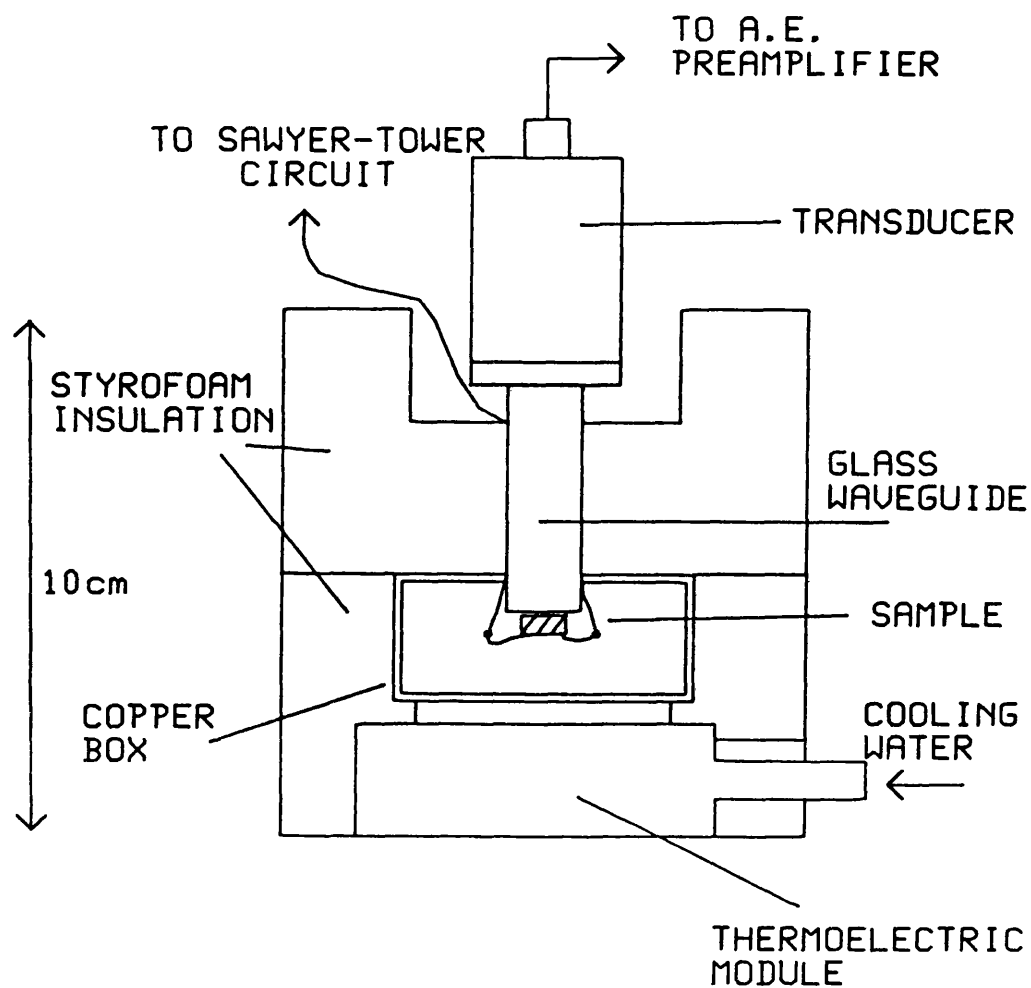 TO A.E.
PREAMPLIFIER
TO SAWYER-TOWER
CIRCUIT
TRANSDUCER
STYROFOAM
INSULATION
GLASS
WAVEGUIDE
10cm
SAMPLE
COPPER
BOX
COOLING
WATER
THERMOELECTRIC
MODULE